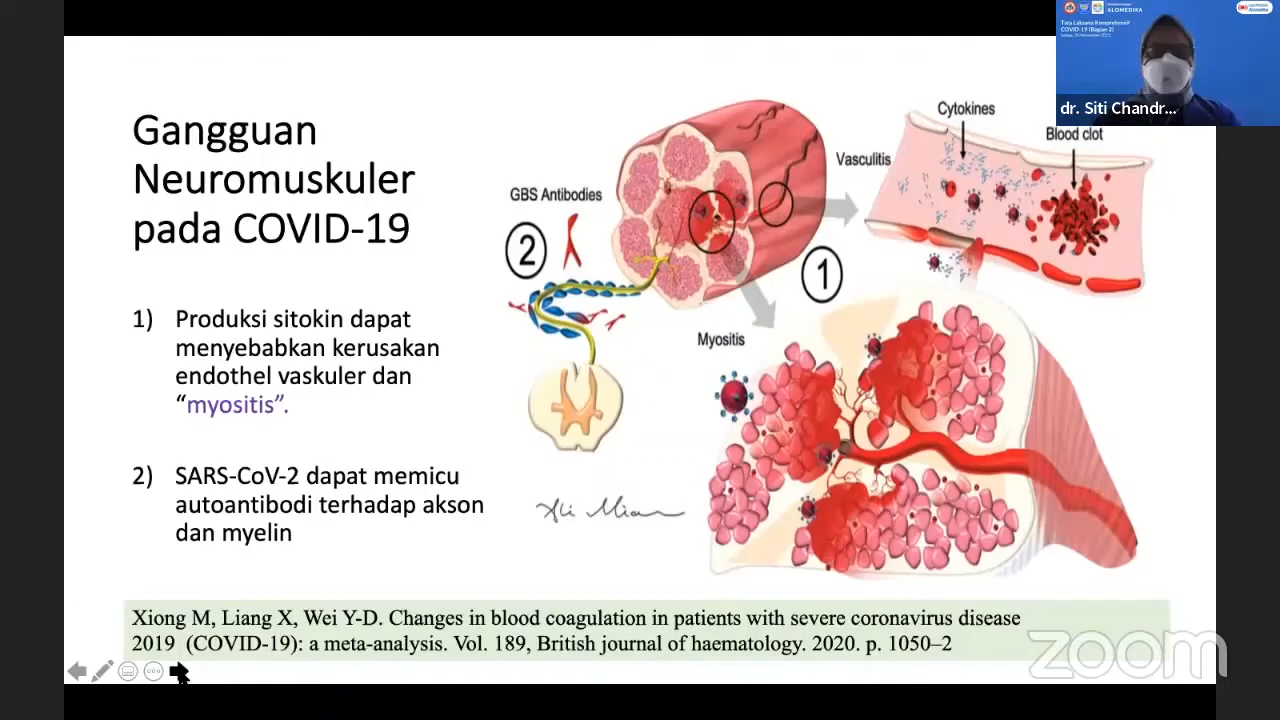 ALOMEDIKA
Tata Laksana Komprehensif
COVID-19 (Bagian 2)
dr. Siti Chandr...
Gangguan
Neuromuskuler
pada COVID-19
1) Produksi sitokin dapat
menyebabkan kerusakan
endothel vaskuler dan
“myositis”.
2) SARS-CoV-2 dapat memicu
autoantibodi terhadap akson
dan myelin
GBS Antibodies
2
1
Vasculitis
Cytokines
Blood clot
Myositis
Xiong M, Liang X, Wei Y-D. Changes in blood coagulation in patients with severe coronavirus disease
2019 (COVID-19): a meta-analysis. Vol. 189, British journal of haematology. 2020. p. 1050–2
zoom